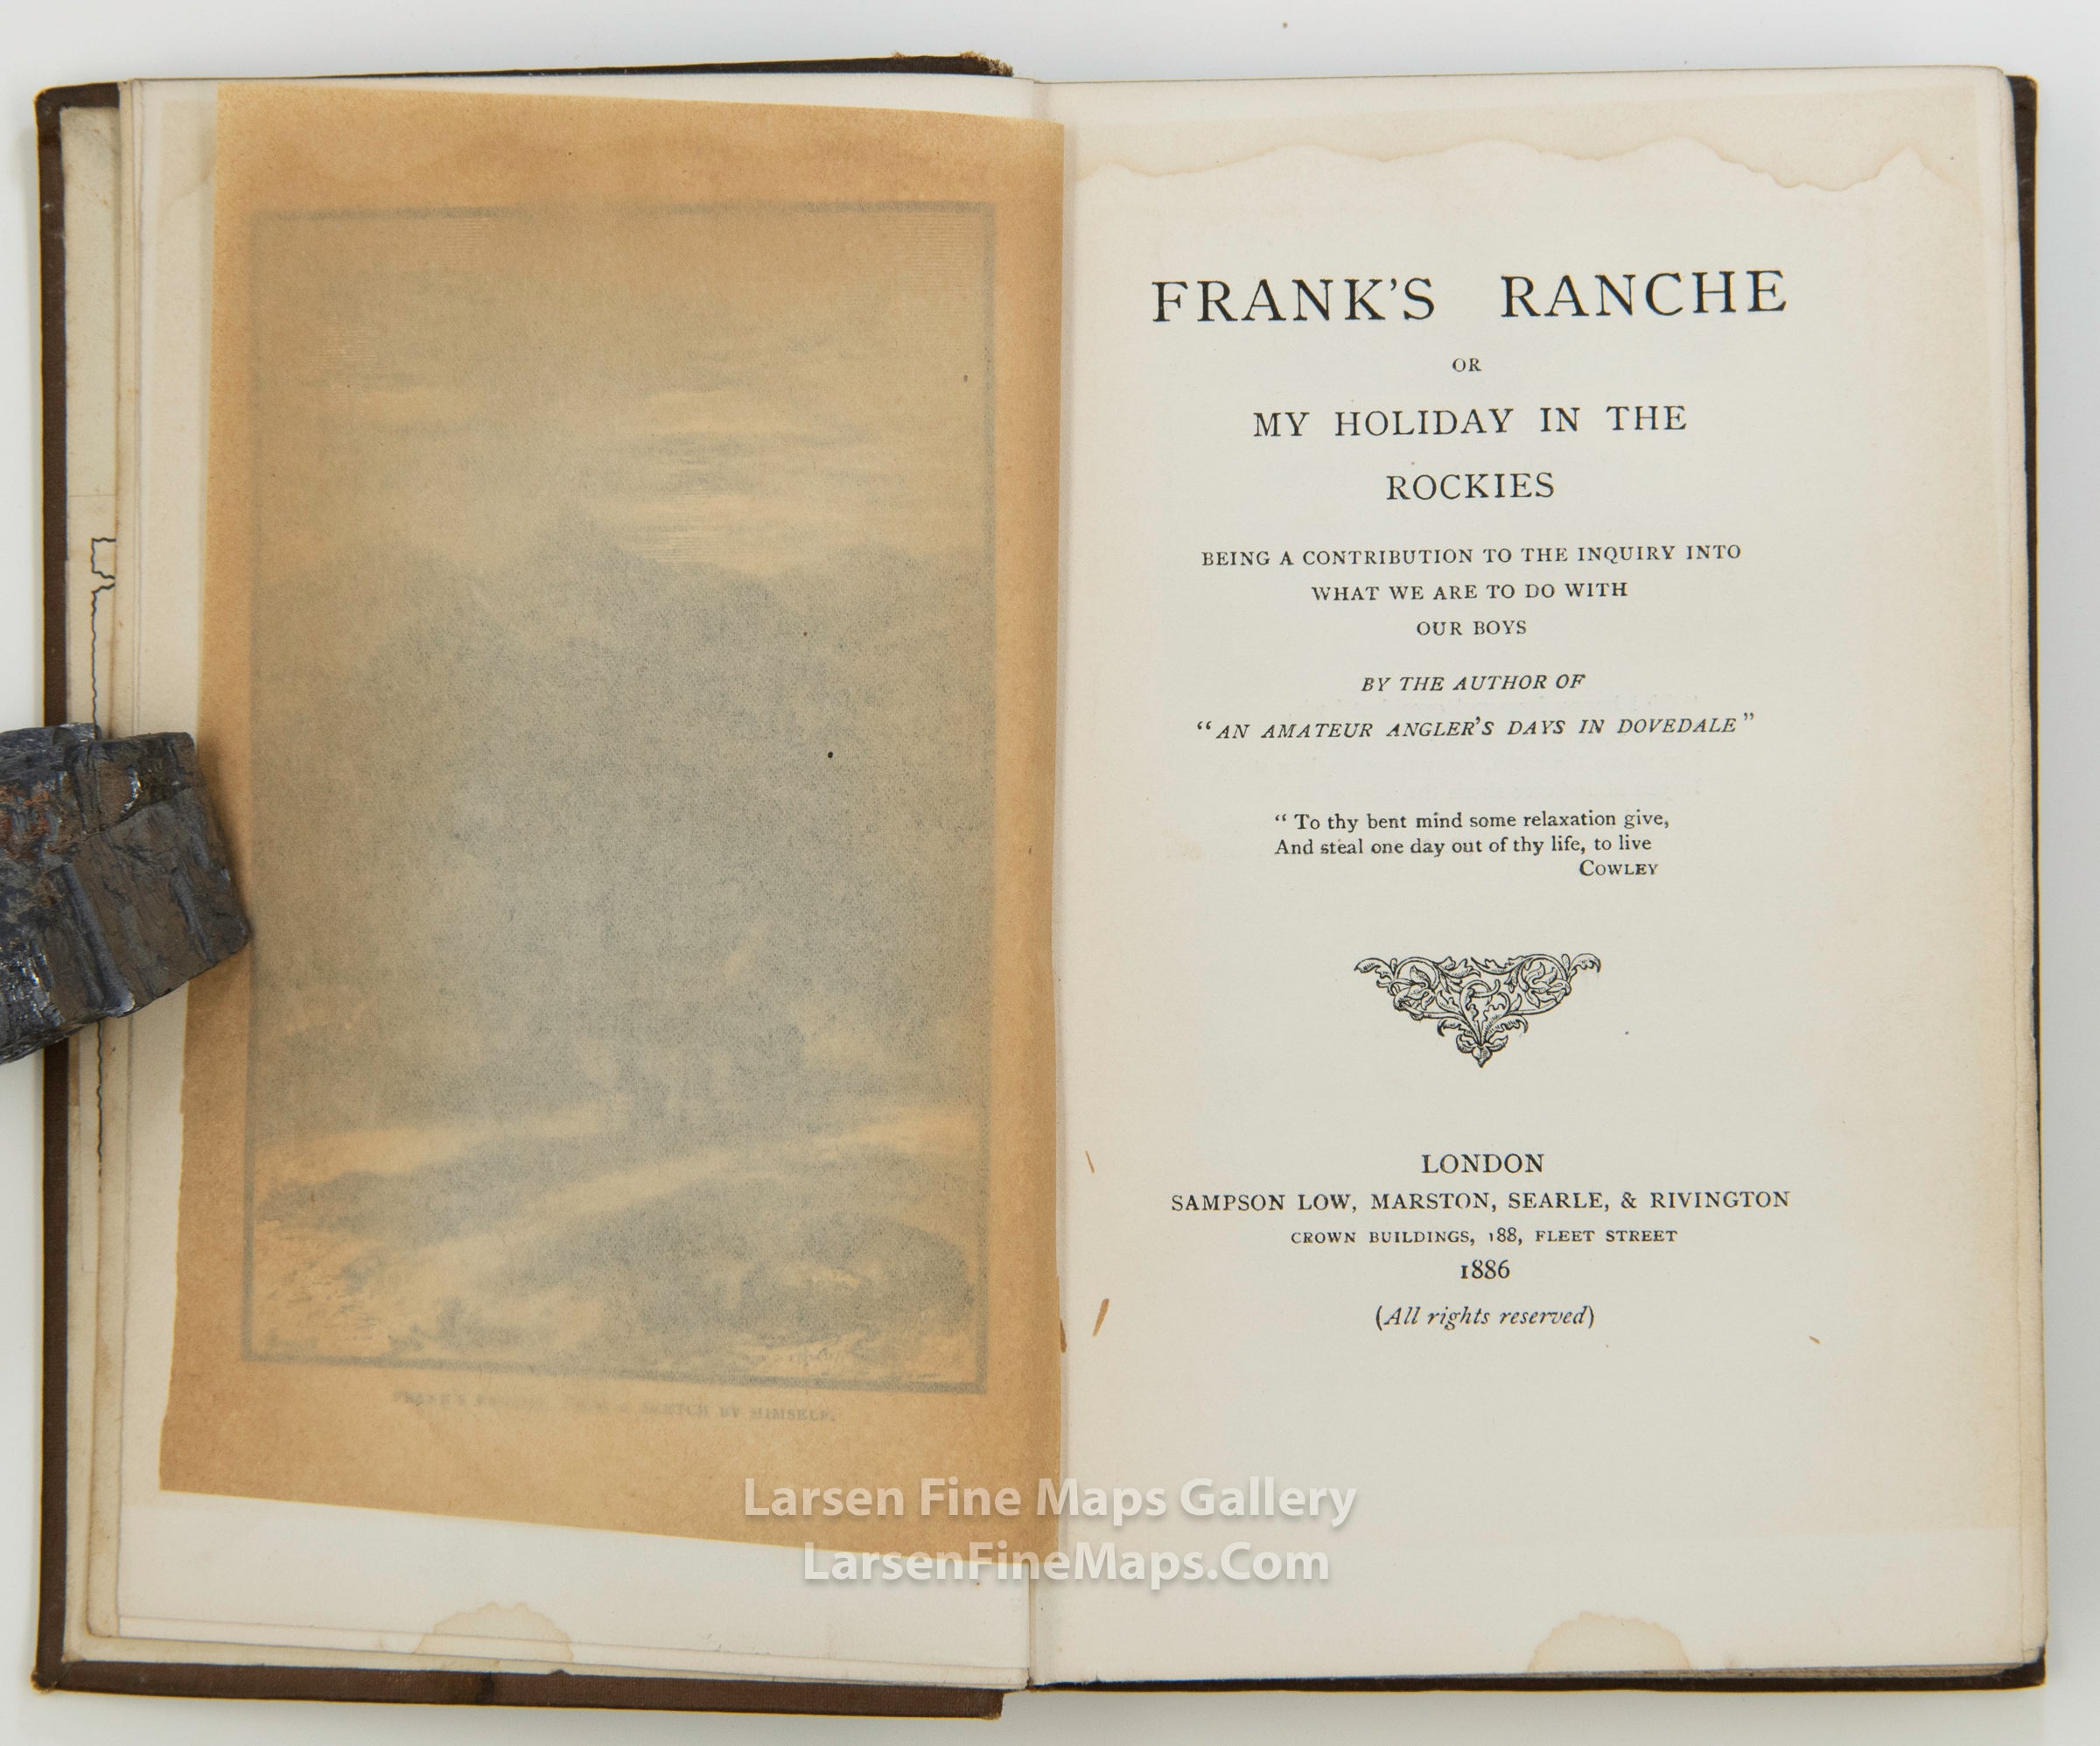 SKETCH BY HIMSELF.
FRANK'S RANCHE
OR
MY HOLIDAY IN THE
ROCKIES
BEING A CONTRIBUTION TO THE INQUIRY INTO
WHAT WE ARE TO DO WITH
OUR BOYS
BY THE AUTHOR OF
"AN AMATEUR ANGLER'S DAYS IN DOVEDALE"
" To thy bent mind some relaxation give,
And steal one day out of thy life, to live
COWLEY
LONDON
SAMPSON LOW, MARSTON, SEARLE, & RIVINGTON
CROWN BUILDINGS, 188, FLEET STREET
1886
(All rights reserved)
Larsen Fine Maps Gallery
LarsenFineMaps.Com